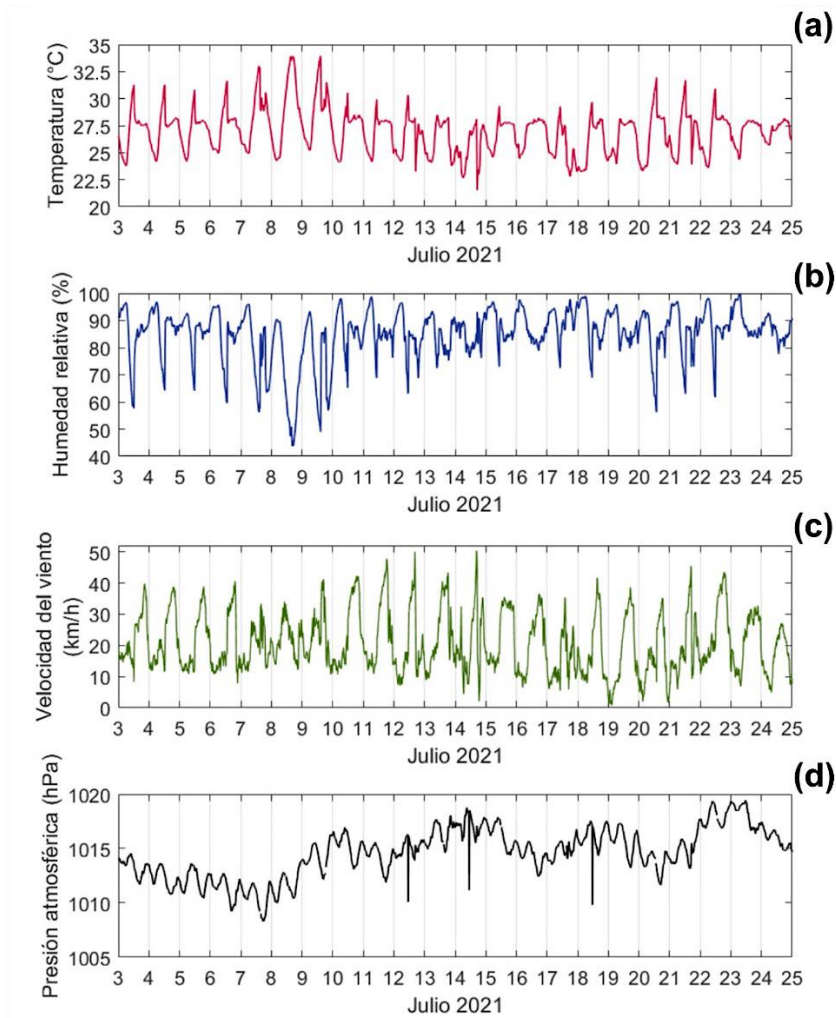 (a)
Temperatura (°C)
35
32.5
30
27.5
25
22.5
20
3 4 5 6 7 8 9 10 11 12 13 14 15 16 17 18 19 20 21 22 23 24 25
Julio 2021
(b)
Humedad relativa (%)
100
90
80
70
60
50
40
3 4 5 6 7 8 9 10 11 12 13 14 15 16 17 18 19 20 21 22 23 24 25
Julio 2021
(c)
Velocidad del viento
(km/h)
50
40
30
20
10
0
3 4 5 6 7 8 9 10 11 12 13 14 15 16 17 18 19 20 21 22 23 24 25
Julio 2021
(d)
Presión atmosférica (hPa)
1020
1015
1010
1005
3 4 5 6 7 8 9 10 11 12 13 14 15 16 17 18 19 20 21 22 23 24 25
Julio 2021